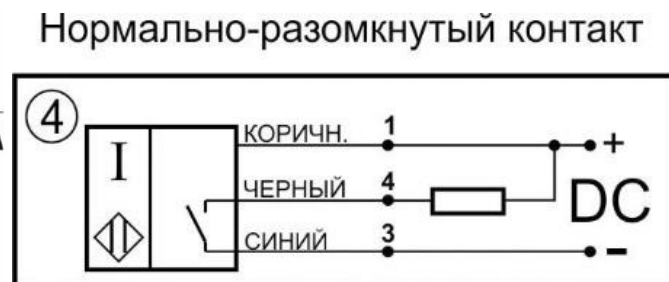 Нормально-разомкнутый контакт
4
I
КОРИЧН. 1 +
ЧЕРНЫЙ 4 DC
СИНИЙ 3 -